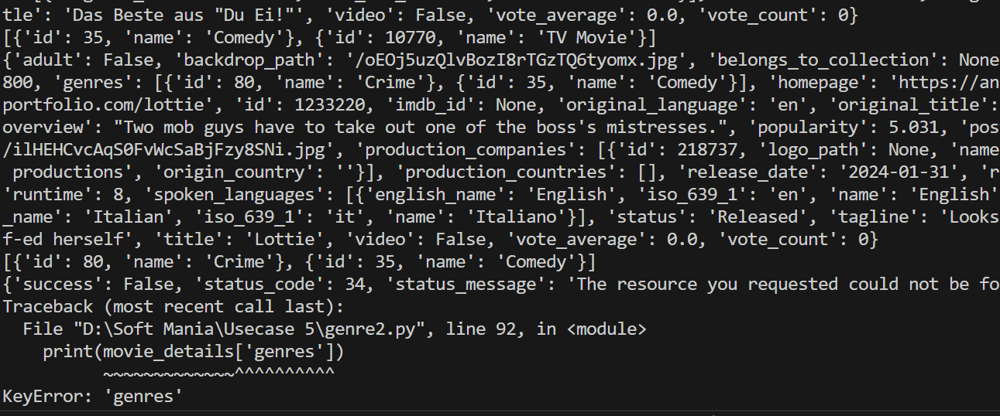 tle': 'Das Beste aus "Du Ei!"', 'video': False, 'vote_average': 0.0, 'vote_count': 0}
[{'id': 35, 'name': 'Comedy'}, {'id': 10770, 'name': 'TV Movie'}]
{'adult': False, 'backdrop_path': '/oEOj5uzQlvBozI8rTGzTQ6tyomx.jpg', 'belongs_to_collection': None
800, 'genres': [{'id': 80, 'name': 'Crime'}, {'id': 35, 'name': 'Comedy'}], 'homepage': 'https://an
portfolio.com/lottie', 'id': 1233220, 'imdb_id': None, 'original_language': 'en', 'original_title':
overview': "Two mob guys have to take out one of the boss's mistresses.", 'popularity': 5.031, 'pos
/ilHEHCvcAqS0FvWcSaBjFzy8SNi.jpg', 'production_companies': [{'id': 218737, 'logo_path': None, 'name
 productions', 'origin_country': ''}], 'production_countries': [], 'release_date': '2024-01-31', 'r
'runtime': 8, 'spoken_languages': [{'english_name': 'English', 'iso_639_1': 'en', 'name': 'English'
_name': 'Italian', 'iso_639_1': 'it', 'name': 'Italiano'}], 'status': 'Released', 'tagline': 'Looks
f-ed herself', 'title': 'Lottie', 'video': False, 'vote_average': 0.0, 'vote_count': 0}
[{'id': 80, 'name': 'Crime'}, {'id': 35, 'name': 'Comedy'}]
{'success': False, 'status_code': 34, 'status_message': 'The resource you requested could not be fo
Traceback (most recent call last):
  File "D:\Soft Mania\Usecase 5\genre2.py", line 92, in <module>
    print(movie_details['genres'])
          ~~~~~~~~~~~~~^^^^^^^^^^
KeyError: 'genres'